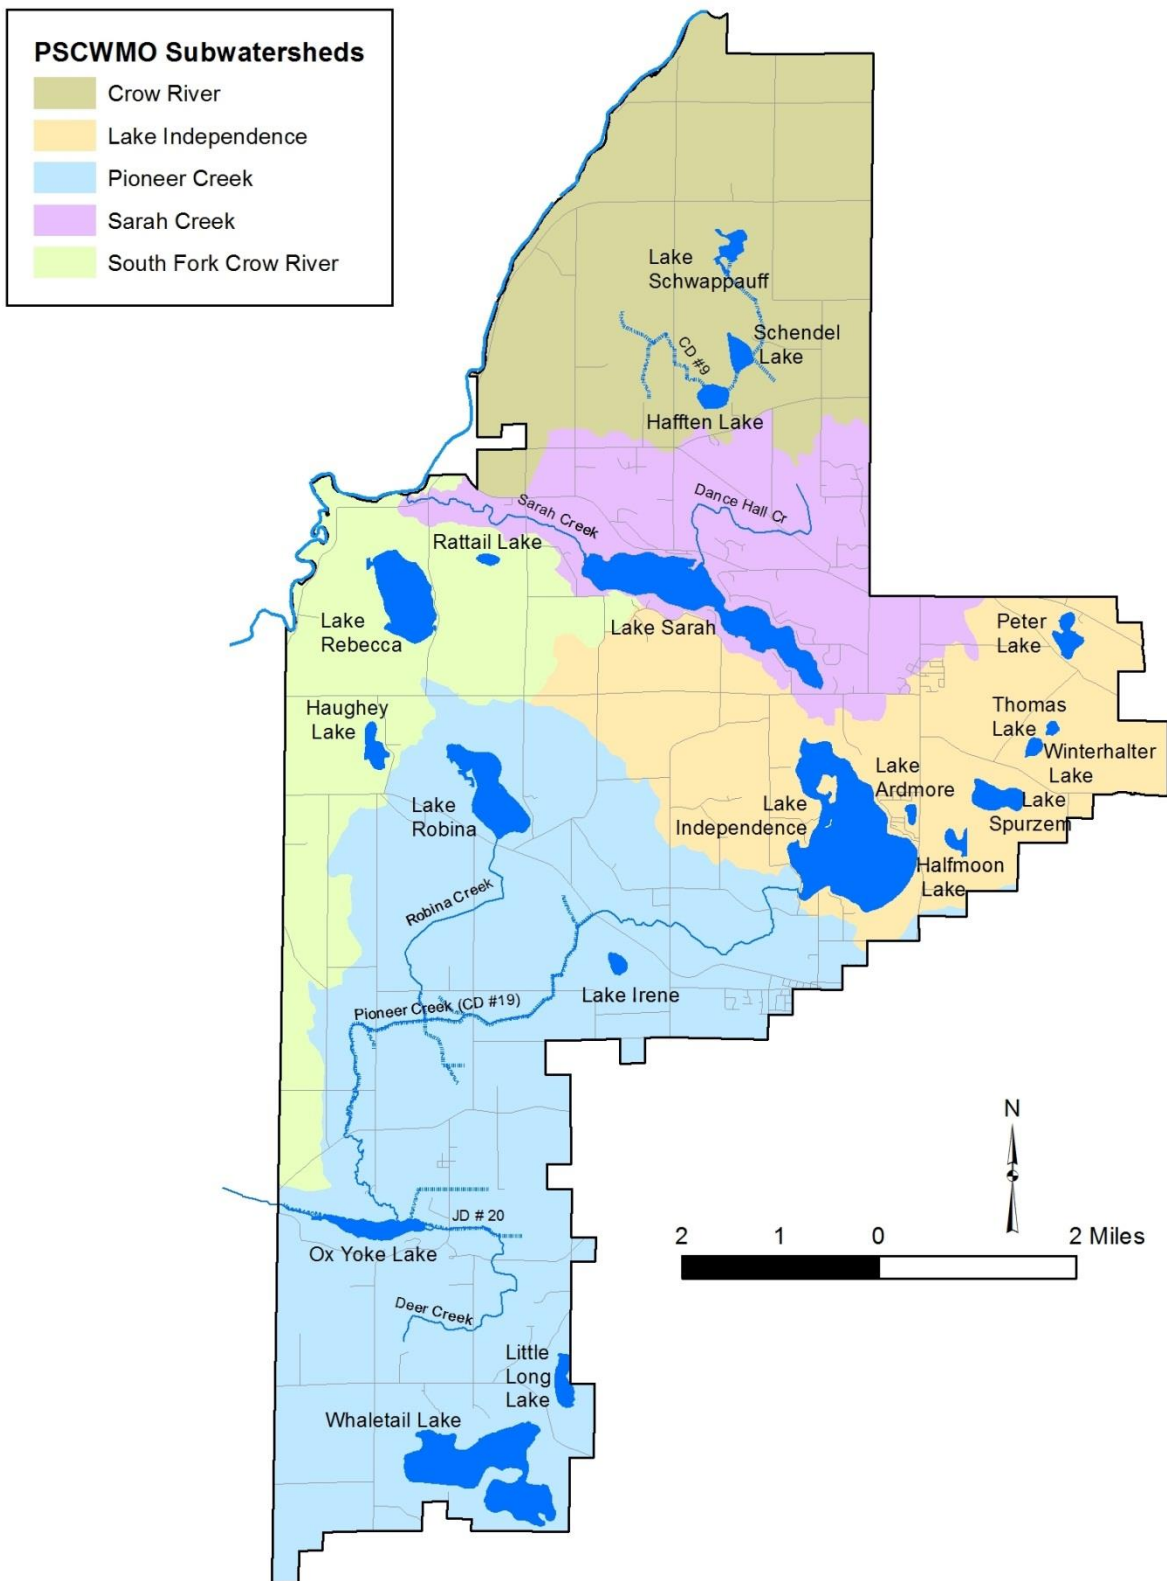 PSCWMO Subwatersheds
Crow River
Lake Independence
Pioneer Creek
Sarah Creek
South Fork Crow River
Lake
Schwappauff
Schendel
Lake
CD #9
Hafften Lake
Sarah Creek
Dance Hall Cr
Rattail Lake
Lake
Rebecca
Lake Sarah
Peter
Lake
Haughey
Lake
Thomas
Lake
Winterhalter
Lake
Lake
Ardmore
Lake
Robina
Lake
Independence
Lake
Spurzem
Halfmoon
Lake
Robina Creek
Lake Irene
Pioneer Creek (CD #19)
N
JD # 20
Ox Yoke Lake
2 2 0 2 Miles
Deer Creek
Little
Long
Lake
Whaletail Lake